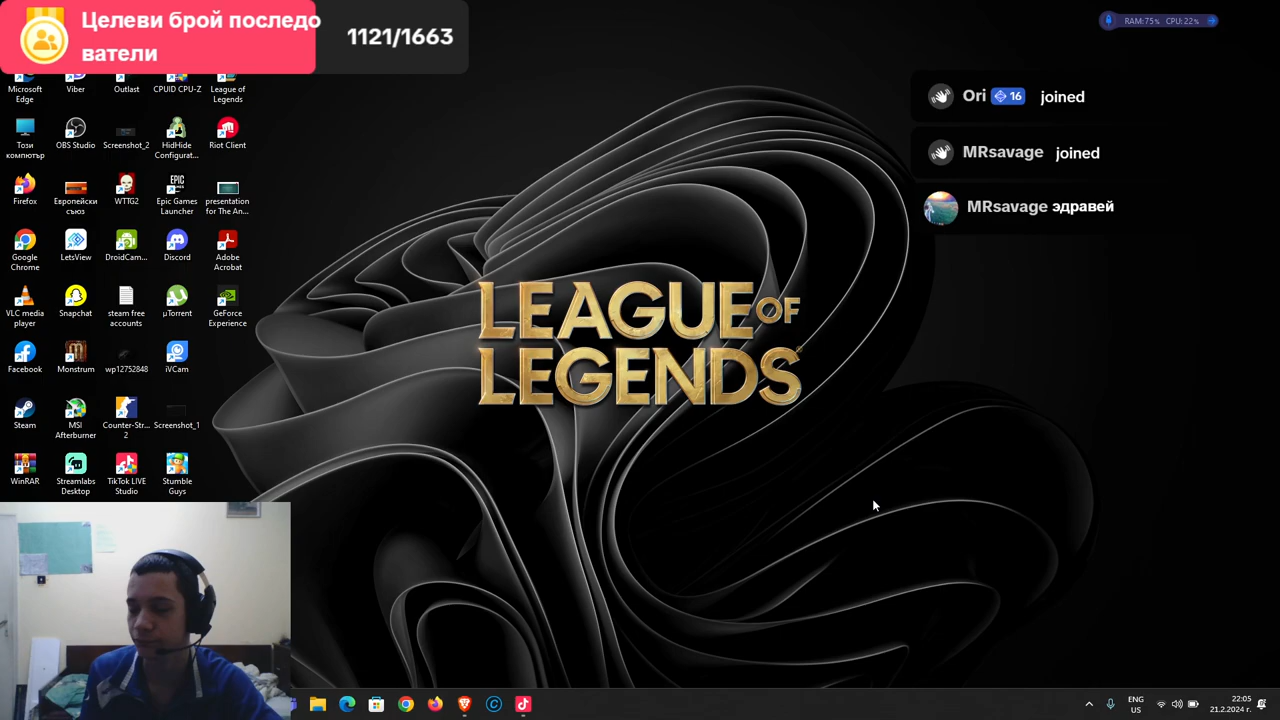 Целеви брой последо
ватели
1121/1663
RAM:75% CPU:22%
Ori 16 joined
MRsavage joined
MRsavage здравей
Microsoft
Edge
Viber
Outlast
CPUID CPU-Z
League of
Legends
Този
компютър
OBS Studio
Screenshot_2
HidHide
Configurat...
Riot Client
Firefox
Европейски
съюз
WTTG2
Epic Games
Launcher
presentation
for The An...
Google
Chrome
LetsView
DroidCam...
Discord
Adobe
Acrobat
VLC media
player
Snapchat
steam free
accounts
µTorrent
GeForce
Experience
Facebook
Monstrum
wp12752848
iVCam
Steam
MSI
Afterburner
Counter-Str...
2
Screenshot_1
WinRAR
Streamlabs
Desktop
TikTok LIVE
Studio
Stumble
Guys
EPIC
GAMES
LEAGUE OF
LEGENDS
ENG
US
22:05
21.2.2024 г.